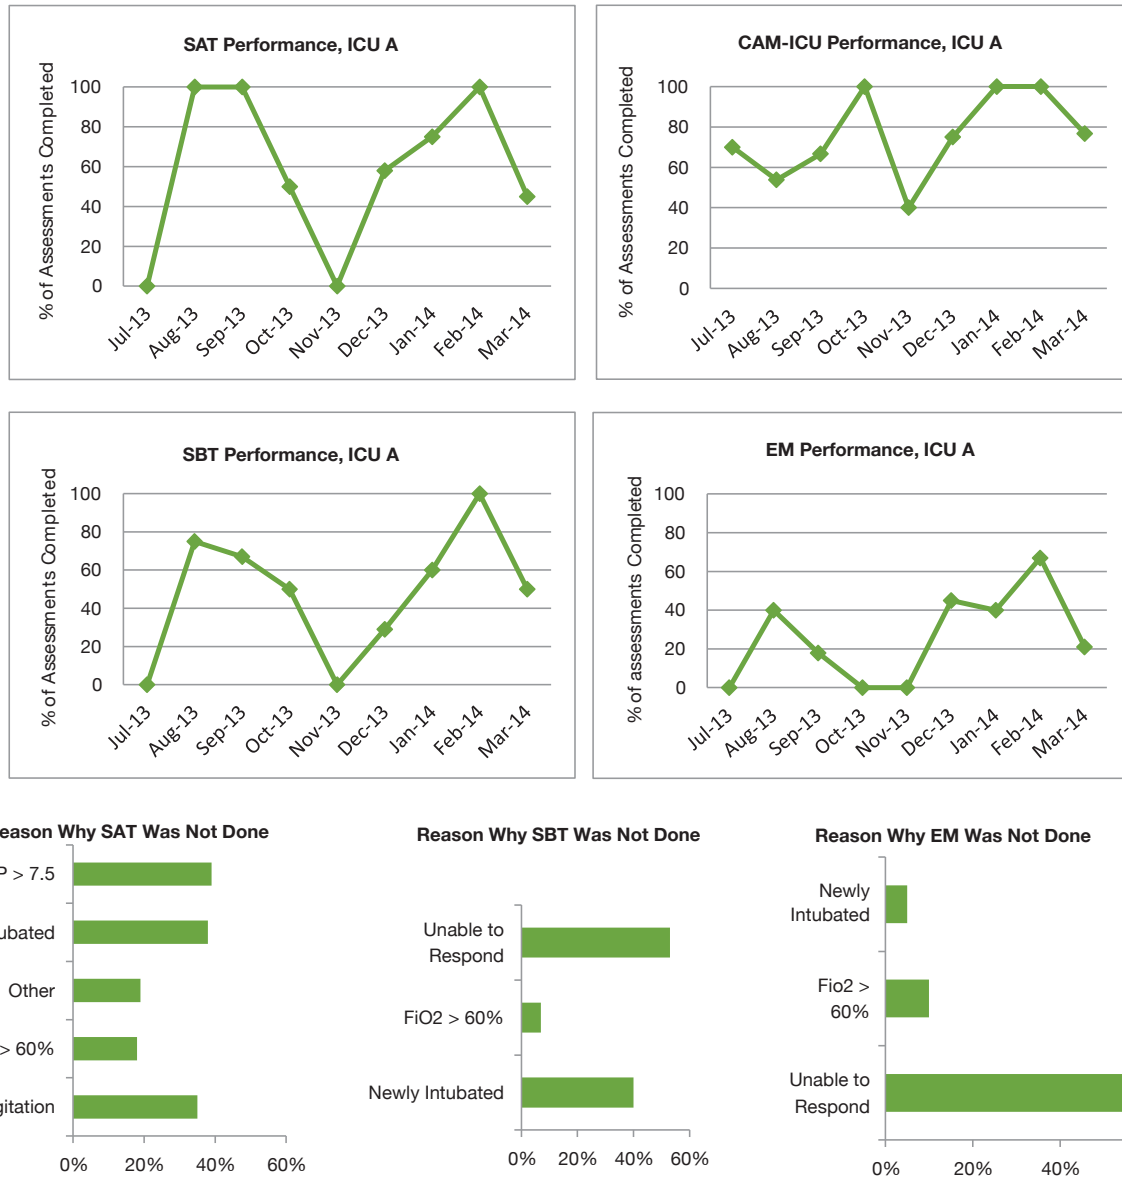 SAT Performance, ICU A
% of Assessments Completed
100
80
60
40
20
0
Jul-13
Aug-13
Sep-13
Oct-13
Nov-13
Dec-13
Jan-14
Feb-14
Mar-14
CAM-ICU Performance, ICU A
% of Assessments Completed
100
80
60
40
20
0
Jul-13
Aug-13
Sep-13
Oct-13
Nov-13
Dec-13
Jan-14
Feb-14
Mar-14
SBT Performance, ICU A
% of Assessments Completed
100
80
60
40
20
0
Jul-13
Aug-13
Sep-13
Oct-13
Nov-13
Dec-13
Jan-14
Feb-14
Mar-14
EM Performance, ICU A
% of assessments Completed
100
80
60
40
20
0
Jul-13
Aug-13
Sep-13
Oct-13
Nov-13
Dec-13
Jan-14
Feb-14
Mar-14
eason Why SAT Was Not Done
P > 7.5
ubated
Other
> 60%
gitation
0% 20% 40% 60%
Reason Why SBT Was Not Done
Unable to
Respond
FiO2 > 60%
Newly Intubated
0% 20% 40% 60%
Reason Why EM Was Not Done
Newly
Intubated
Fio2 >
60%
Unable to
Respond
0% 20% 40%